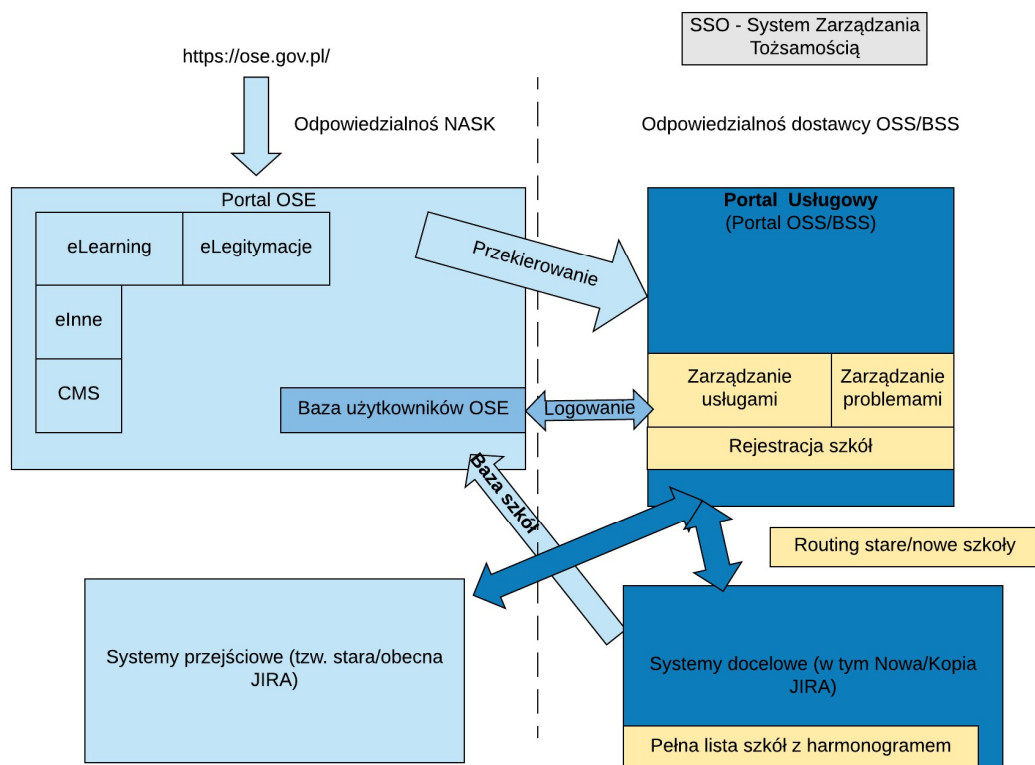 SSO - System Zarządzania
Tożsamością
https://ose.gov.pl/
Odpowiedzialnoś NASK
Odpowiedzialnoś dostawcy OSS/BSS
Portal OSE
eLearning
eLegitymacje
eInne
CMS
Baza użytkowników OSE
Przekierowanie
Logowanie
Portal Usługowy
(Portal OSS/BSS)
Zarządzanie
usługami
Zarządzanie
problemami
Rejestracja szkół
Baza szkół
Routing stare/nowe szkoły
Systemy przejściowe (tzw. stara/obecna
JIRA)
Systemy docelowe (w tym Nowa/Kopia
JIRA)
Pełna lista szkół z harmonogramem